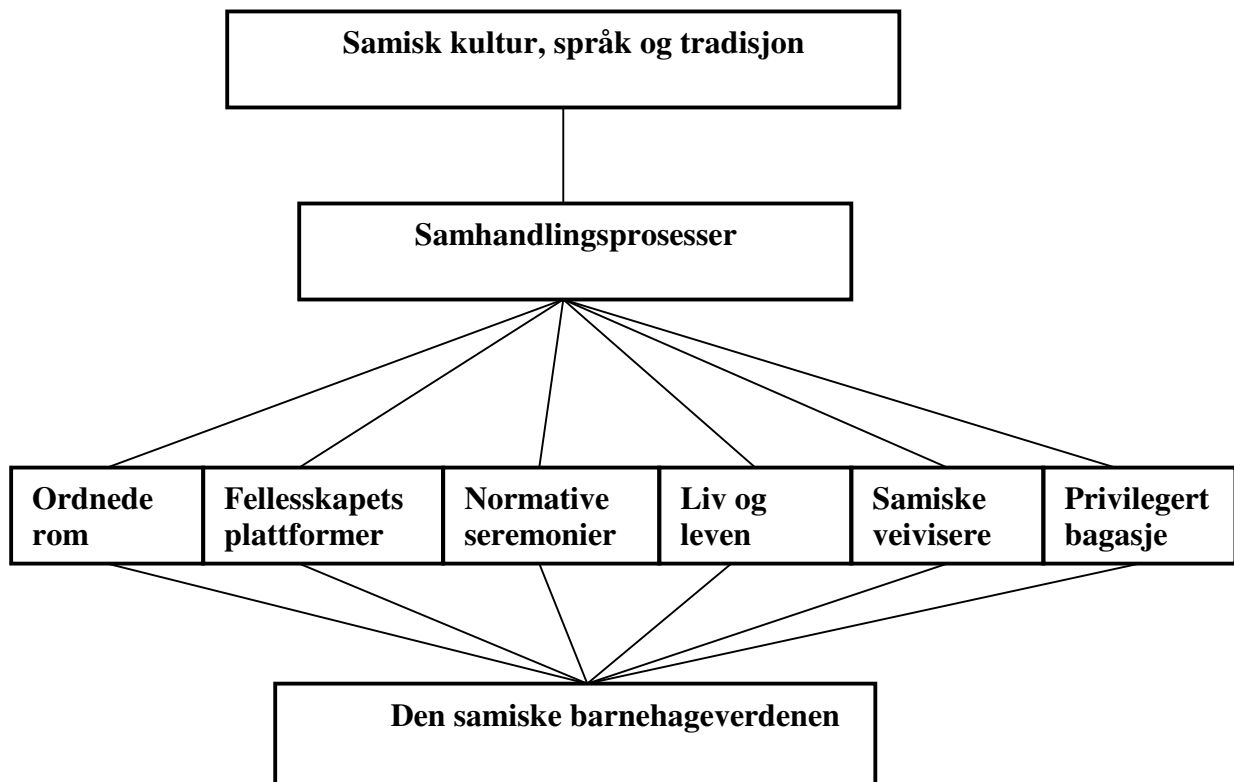 Samisk kultur, språk og tradisjon
Samhandlingsprosesser
Ordnede
rom
Fellesskapets
plattformer
Normative
seremonier
Liv og
leven
Samiske
veivisere
Privilegert
bagasje
Den samiske barnehageverdenen